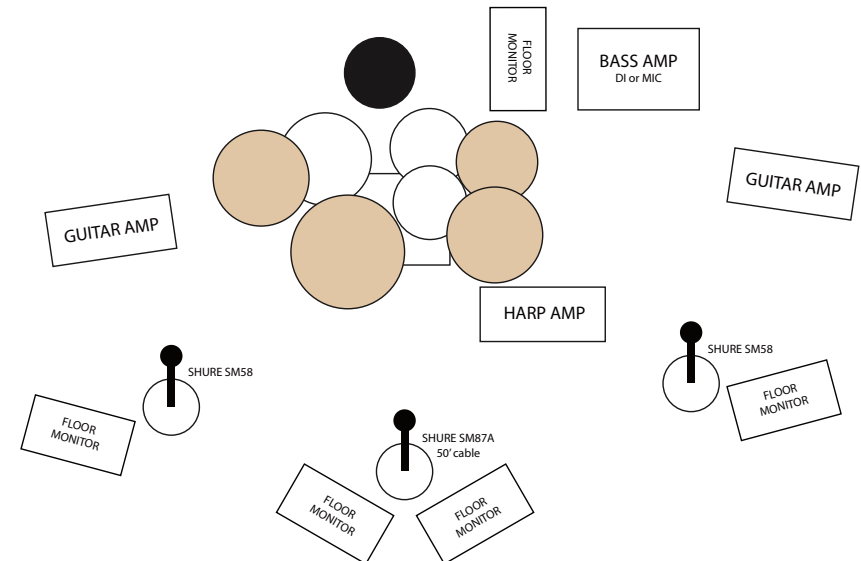 FLOOR
MONITOR
BASS AMP
DI or MIC
GUITAR AMP
GUITAR AMP
HARP AMP
SHURE SM58
SHURE SM58
FLOOR
MONITOR
FLOOR
MONITOR
SHURE SM87A
50' cable
FLOOR
MONITOR
FLOOR
MONITOR